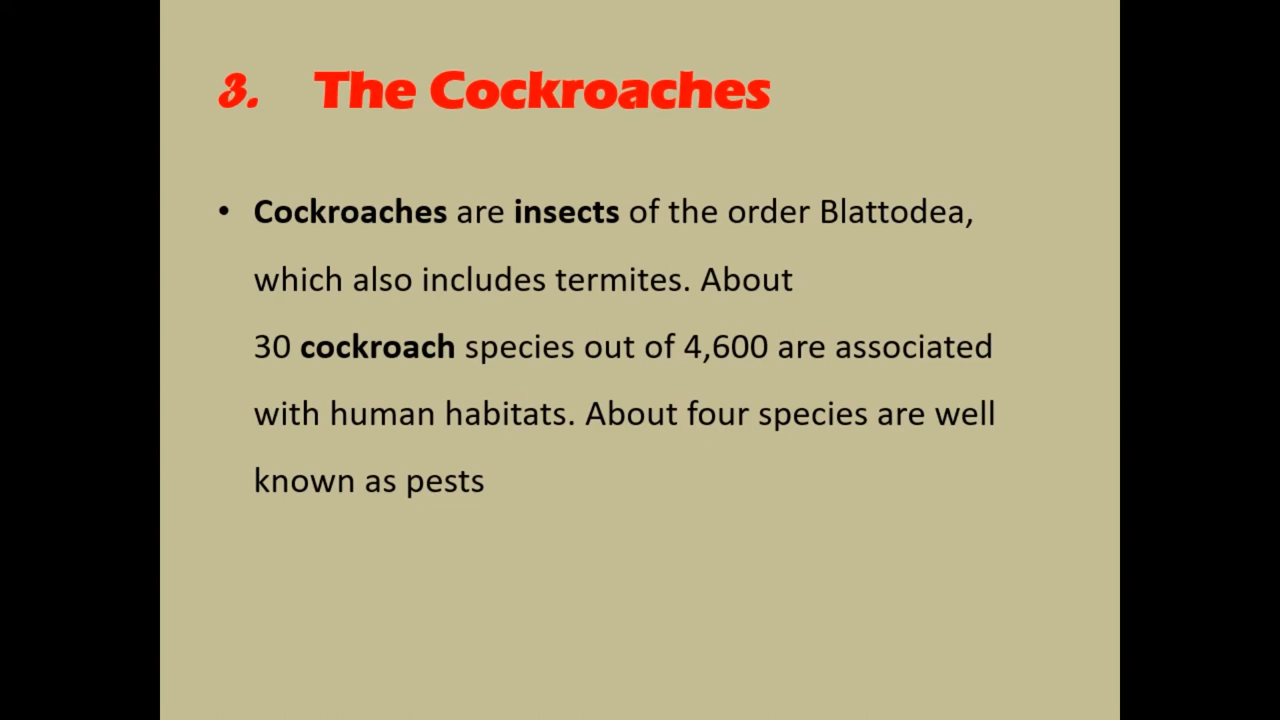 3. The Cockroaches
• Cockroaches are insects of the order Blattodea,
which also includes termites. About
30 cockroach species out of 4,600 are associated
with human habitats. About four species are well
known as pests